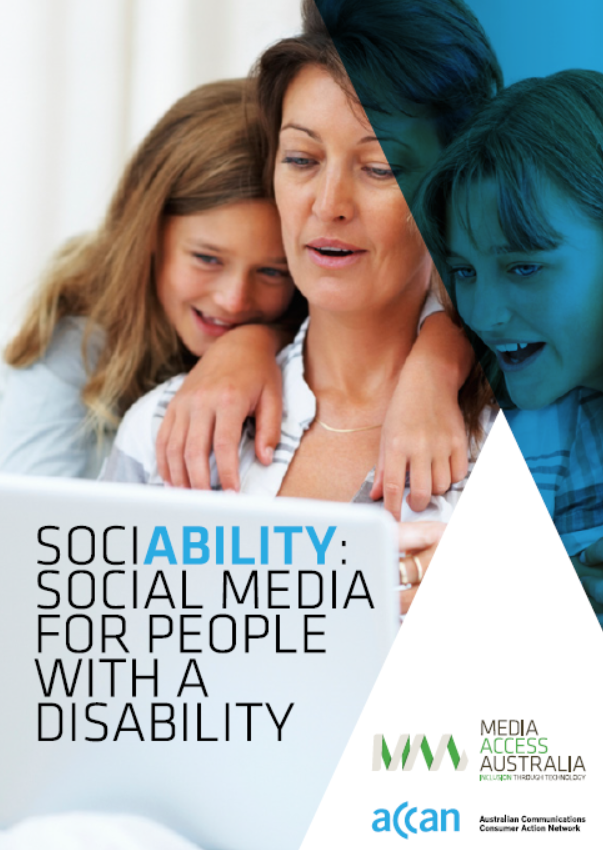 SOCIABILITY:
SOCIAL MEDIA
FOR PEOPLE
WITH A
DISABILITY
MEDIA
ACCESS
AUSTRALIA
INCLUSION THROUGH TECHNOLOGY
accan
Australian Communications
Consumer Action Network